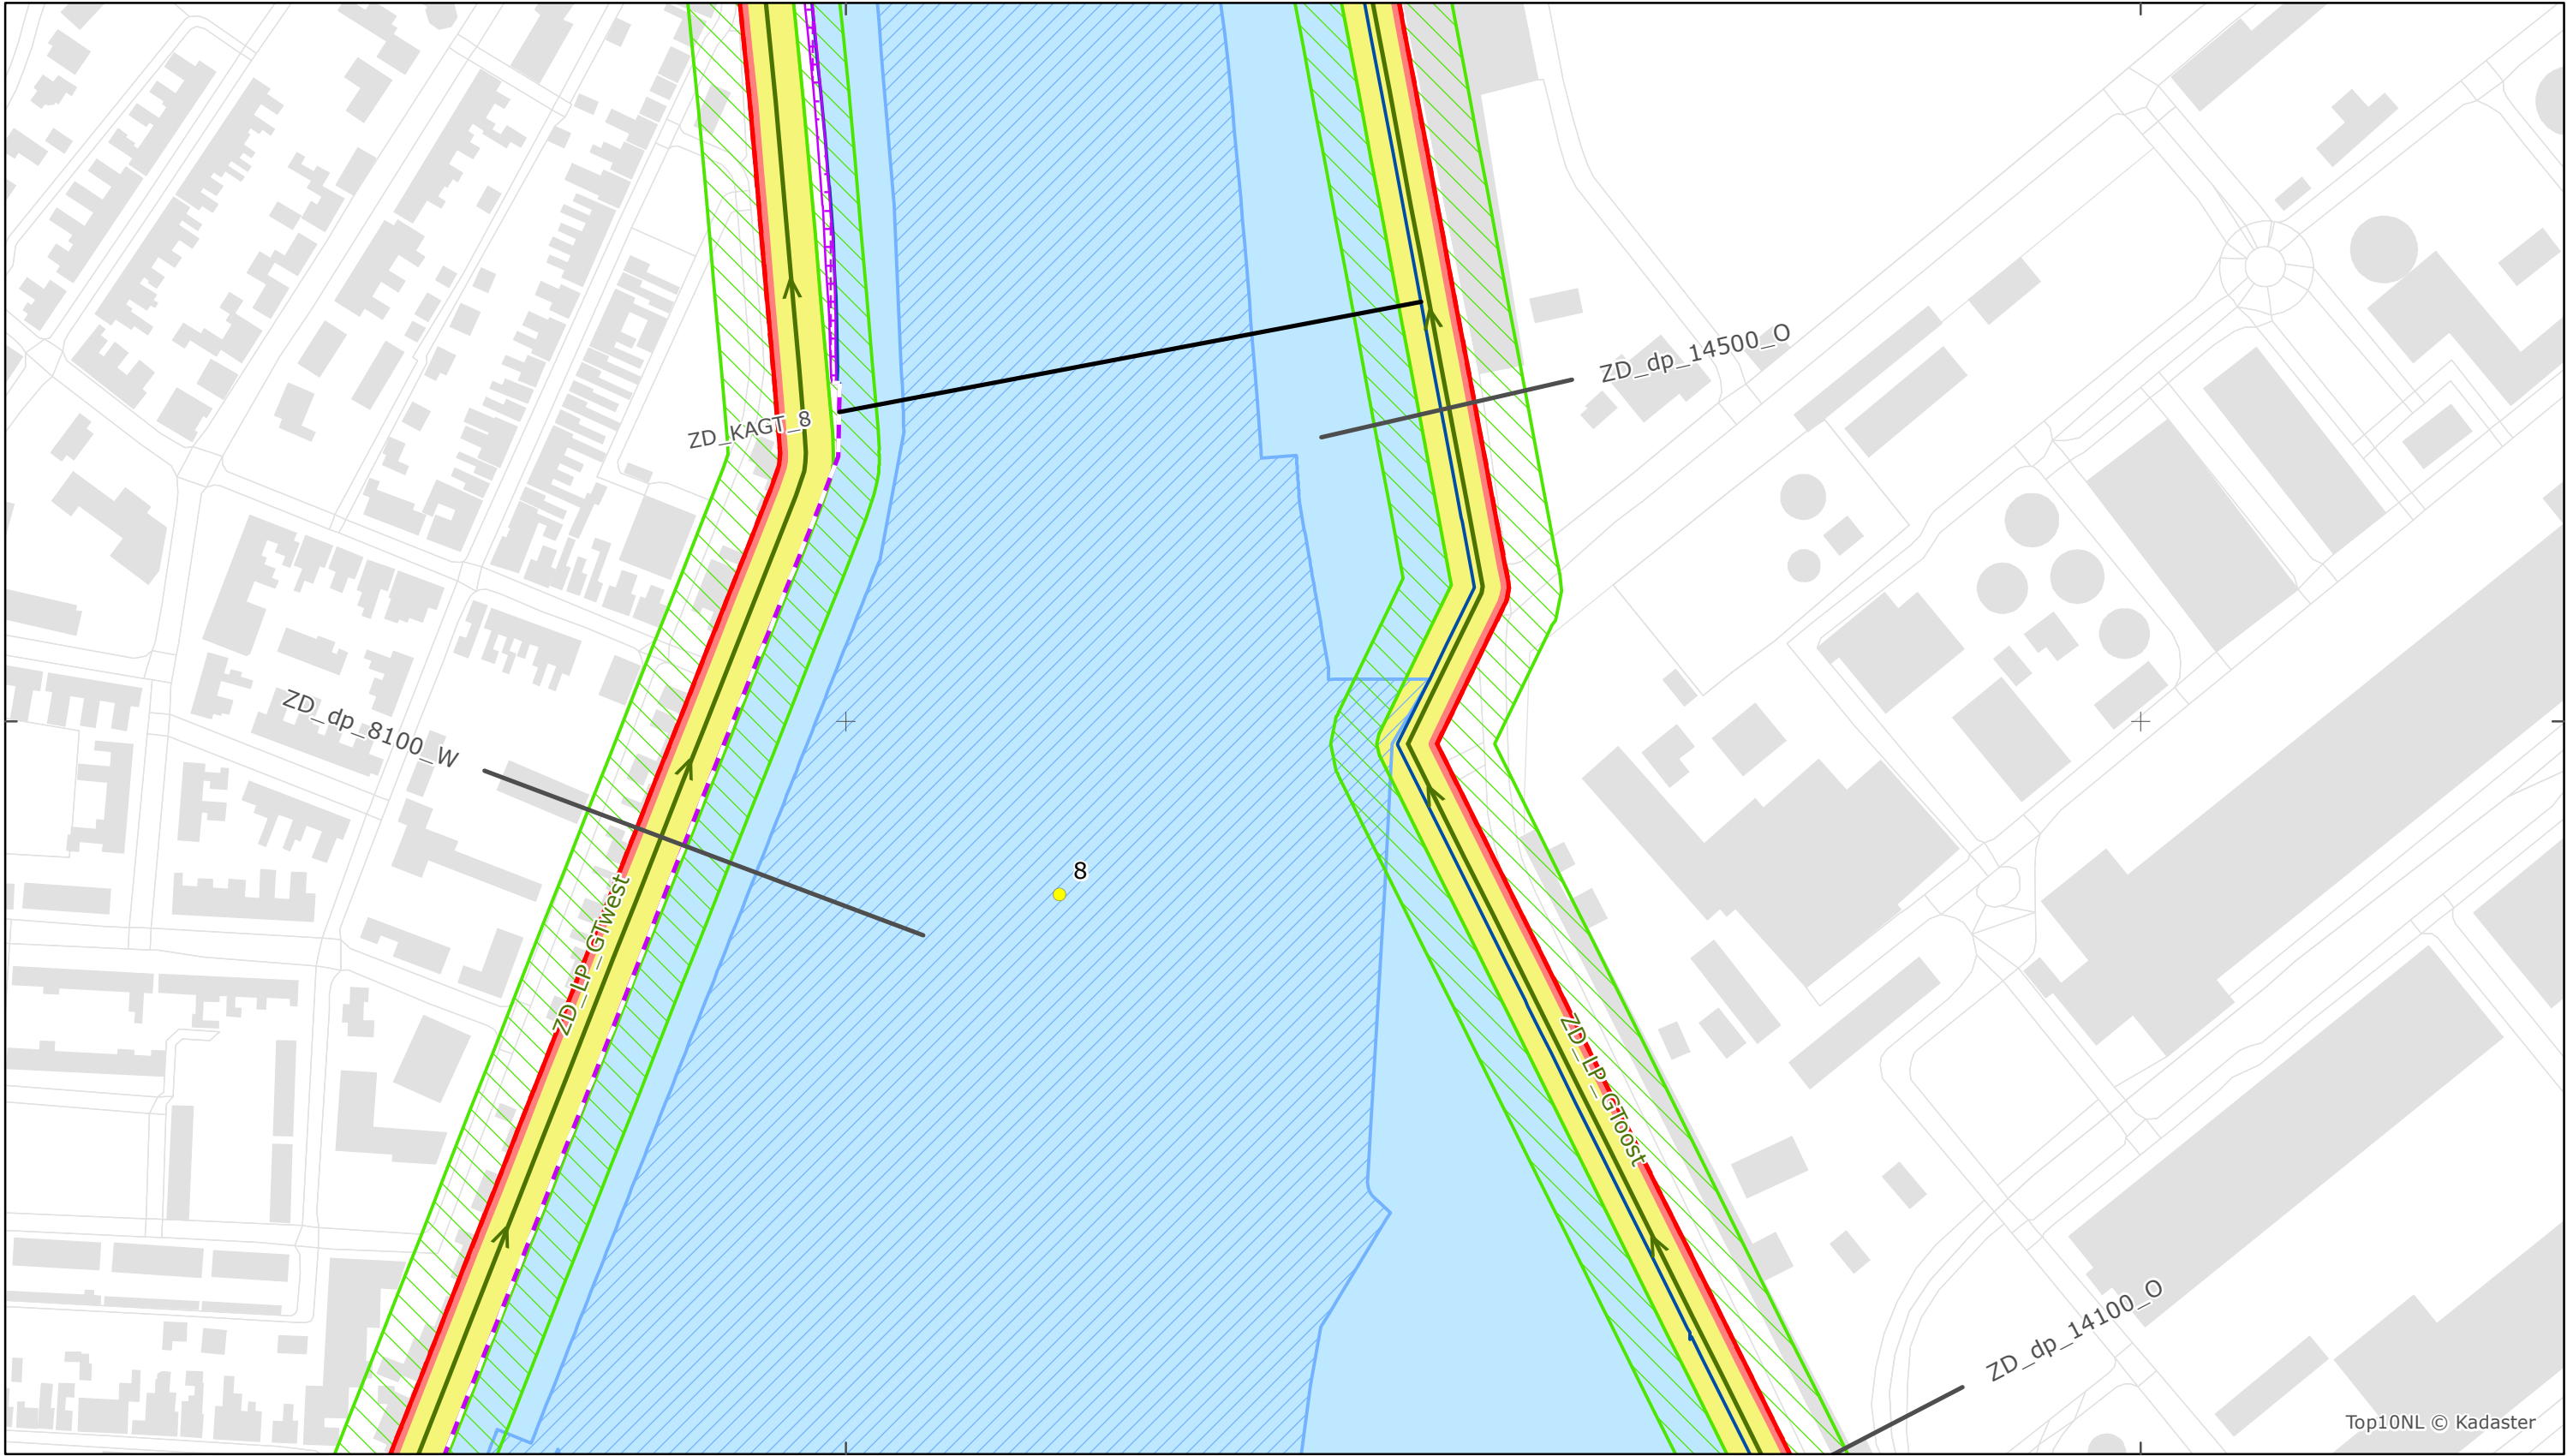 ZD_dp_14500_O
ZD_KAGT_8
ZD_dp_8100_W
8
ZD_LP_GTwest
ZD_LP_GToost
ZD_dp_14100_O
Top10NL © Kadaster